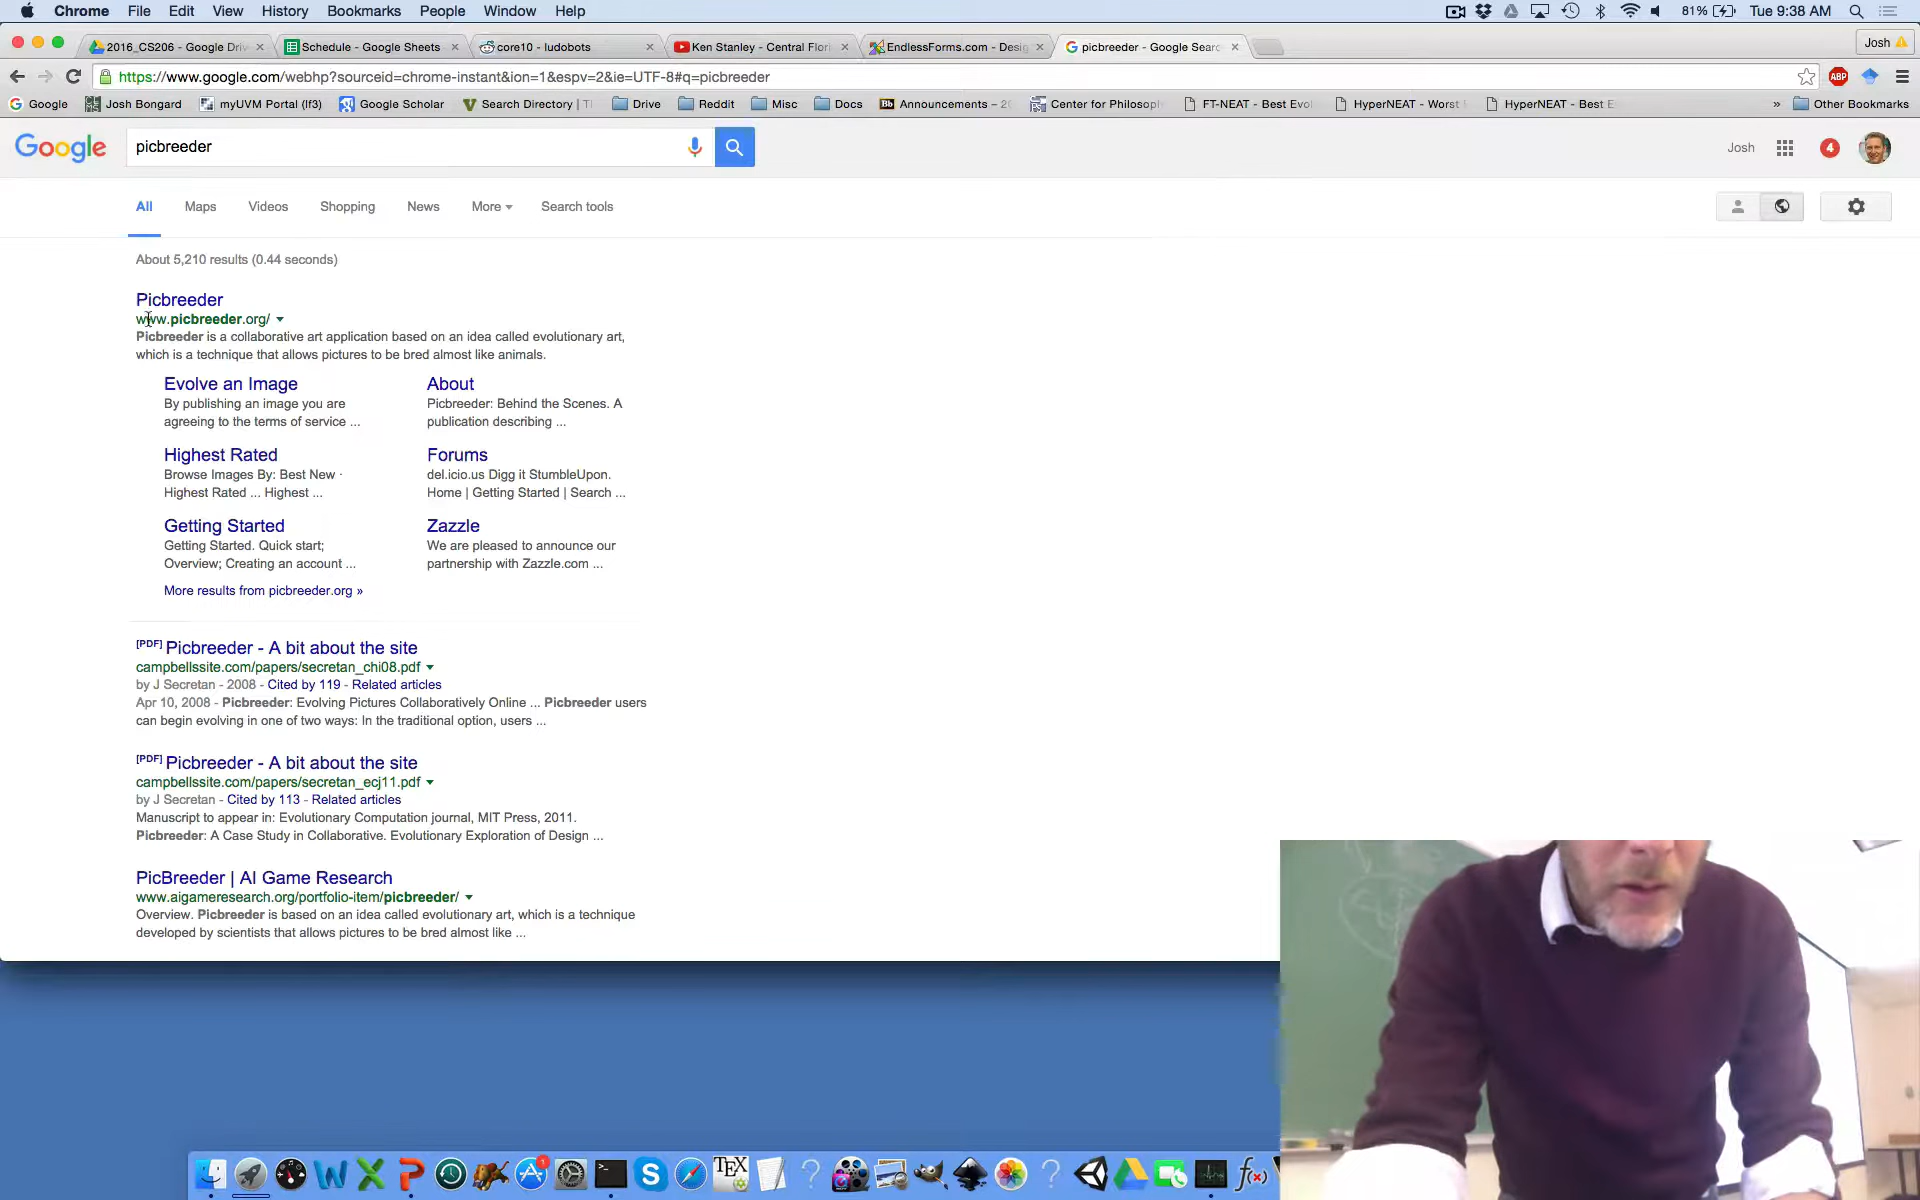 Chrome File Edit View History Bookmarks People Window Help 81% Tue 9:38 AM
2016_CS206 - Google Driv Schedule - Google Sheets core10 - ludobots Ken Stanley - Central Flori EndlessForms.com - Desig picbreeder - Google Searc Josh
https://www.google.com/webhp?sourceid=chrome-instant&ion=1&espv=2&ie=UTF-8#q=picbreeder ABP
Google Josh Bongard myUVM Portal (lf3) Google Scholar Search Directory | Drive Reddit Misc Docs Bb Announcements – Center for Philosop FT-NEAT - Best Evol HyperNEAT - Worst HyperNEAT - Best E » Other Bookmarks
Google picbreeder Josh 4
All Maps Videos Shopping News More Search tools
About 5,210 results (0.44 seconds)
Picbreeder
www.picbreeder.org/
Picbreeder is a collaborative art application based on an idea called evolutionary art,
which is a technique that allows pictures to be bred almost like animals.
Evolve an Image
By publishing an image you are
agreeing to the terms of service ...
About
Picbreeder: Behind the Scenes. A
publication describing ...
Highest Rated
Browse Images By: Best New ·
Highest Rated ... Highest ...
Forums
del.icio.us Digg it StumbleUpon.
Home | Getting Started | Search ...
Getting Started
Getting Started. Quick start;
Overview; Creating an account ...
Zazzle
We are pleased to announce our
partnership with Zazzle.com ...
More results from picbreeder.org »
[PDF] Picbreeder - A bit about the site
campbellssite.com/papers/secretan_chi08.pdf
by J Secretan - 2008 - Cited by 119 - Related articles
Apr 10, 2008 - Picbreeder: Evolving Pictures Collaboratively Online ... Picbreeder users
can begin evolving in one of two ways: In the traditional option, users ...
[PDF] Picbreeder - A bit about the site
campbellssite.com/papers/secretan_ecj11.pdf
by J Secretan - Cited by 113 - Related articles
Manuscript to appear in: Evolutionary Computation journal, MIT Press, 2011.
Picbreeder: A Case Study in Collaborative. Evolutionary Exploration of Design ...
PicBreeder | AI Game Research
www.aigameresearch.org/portfolio-item/picbreeder/
Overview. Picbreeder is based on an idea called evolutionary art, which is a technique
developed by scientists that allows pictures to be bred almost like ...
TEX f(x)